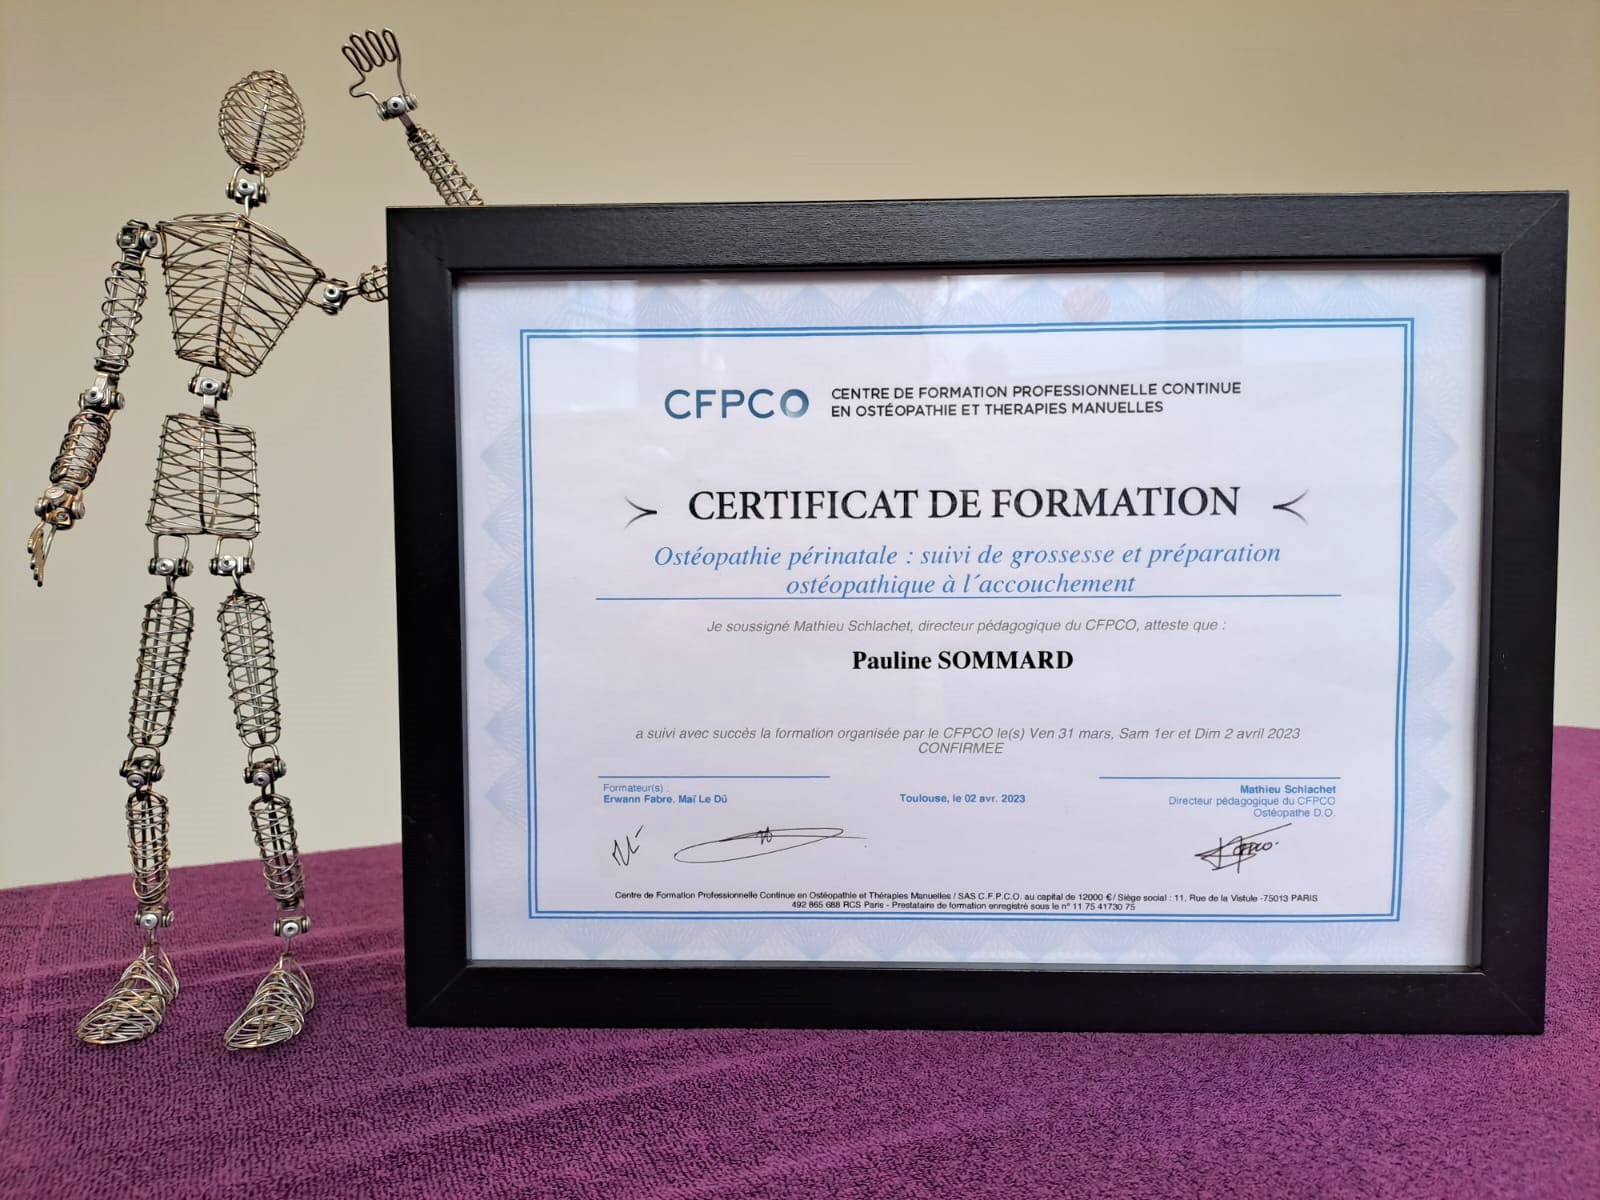 CFPCO
CENTRE DE FORMATION PROFESSIONNELLE CONTINUE
EN OSTÉOPATHIE ET THERAPIES MANUELLES
CERTIFICAT DE FORMATION
Ostéopathie périnatale : suivi de grossesse et préparation
ostéopathique à l´accouchement
Je soussigné Mathieu Schlachet, directeur pédagogique du CFPCO, atteste que :
Pauline SOMMARD
a suivi avec succès la formation organisée par le CFPCO le(s) Ven 31 mars, Sam 1er et Dim 2 avril 2023
CONFIRMEE
Formateur(s) :
Erwann Fabre, Maï Le Dû
Toulouse, le 02 avr. 2023
Mathieu Schlachet
Directeur pédagogique du CFPCO
Ostéopathe D.O.
Centre de Formation Professionnelle Continue en Ostéopathie et Thérapies Manuelles / SAS C.F.P.C.O. au capital de 12000 € / Siège social : 11, Rue de la Vistule -75013 PARIS
492 865 688 RCS Paris - Prestataire de formation enregistré sous le n° 11 75 41730 75